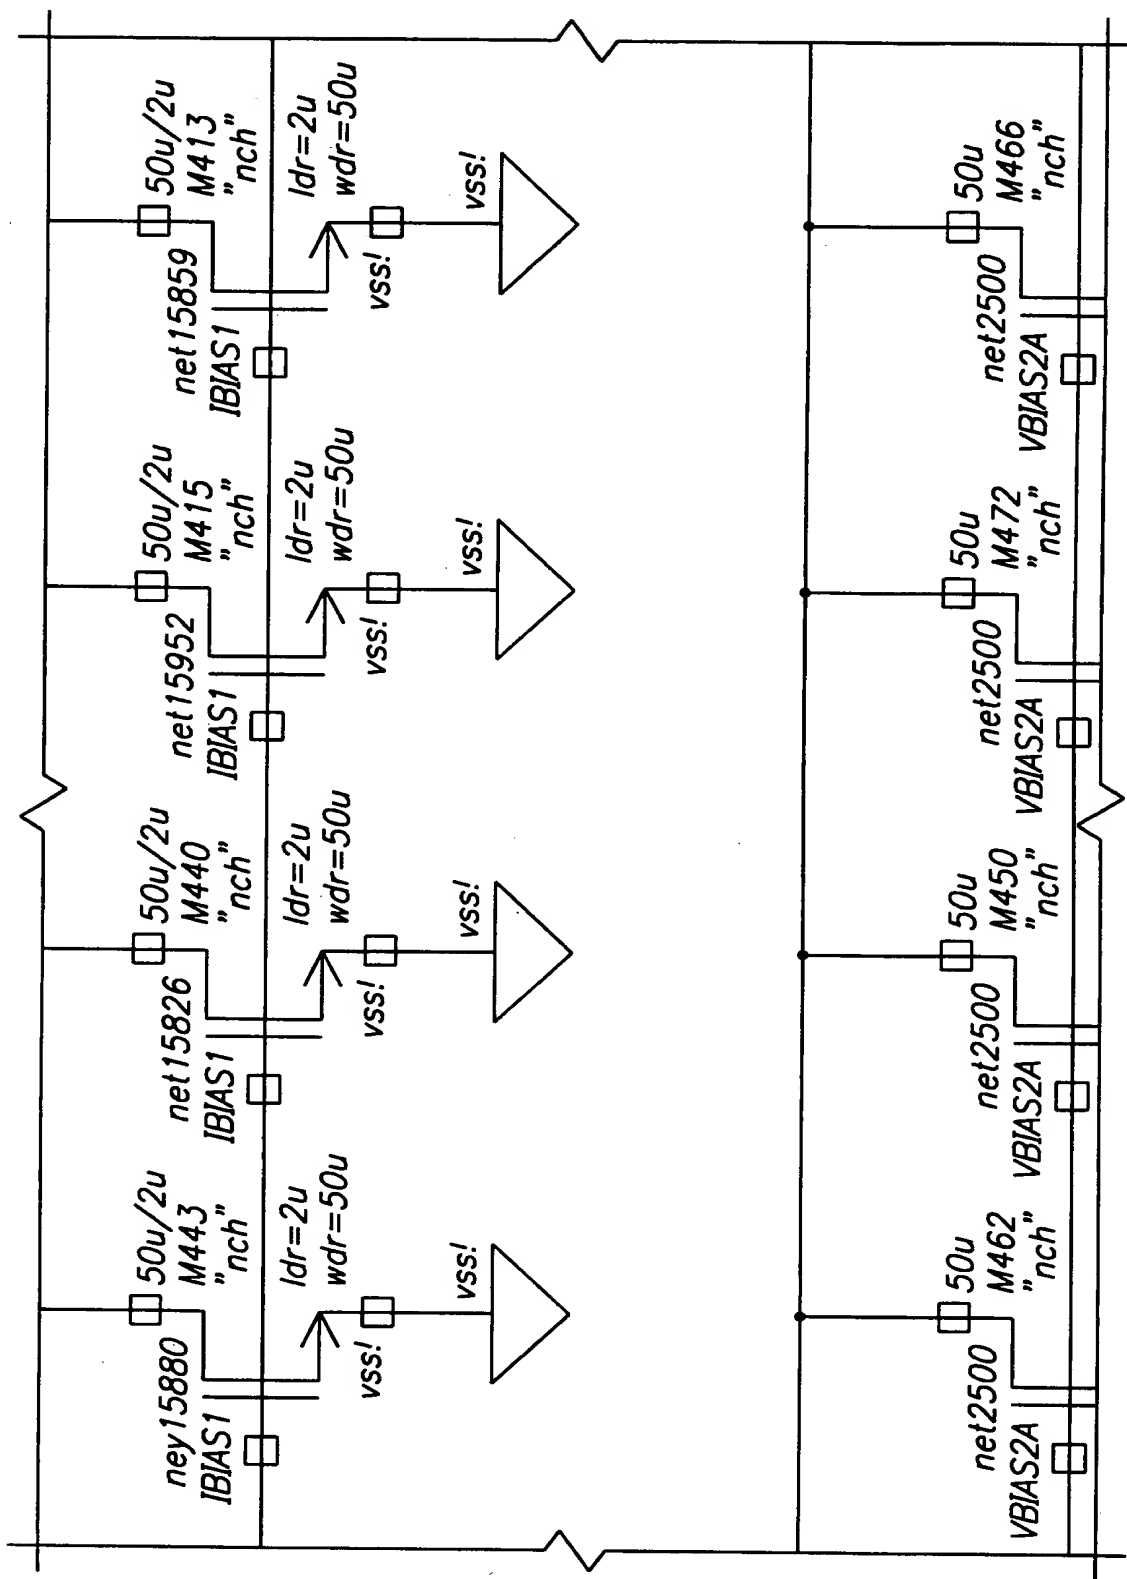 50u/2u
M443
"nch"
ney15880
IBIAS1
ldr=2u
wdr=50u
vss!
vss!
50u/2u
M440
"nch"
net15826
IBIAS1
ldr=2u
wdr=50u
vss!
vss!
50u/2u
M415
"nch"
net15952
IBIAS1
ldr=2u
wdr=50u
vss!
vss!
50u/2u
M413
"nch"
net15859
IBIAS1
ldr=2u
wdr=50u
vss!
vss!
50u
M462
"nch"
net2500
VBIAS2A
50u
M450
"nch"
net2500
VBIAS2A
50u
M472
"nch"
net2500
VBIAS2A
50u
M466
"nch"
net2500
VBIAS2A